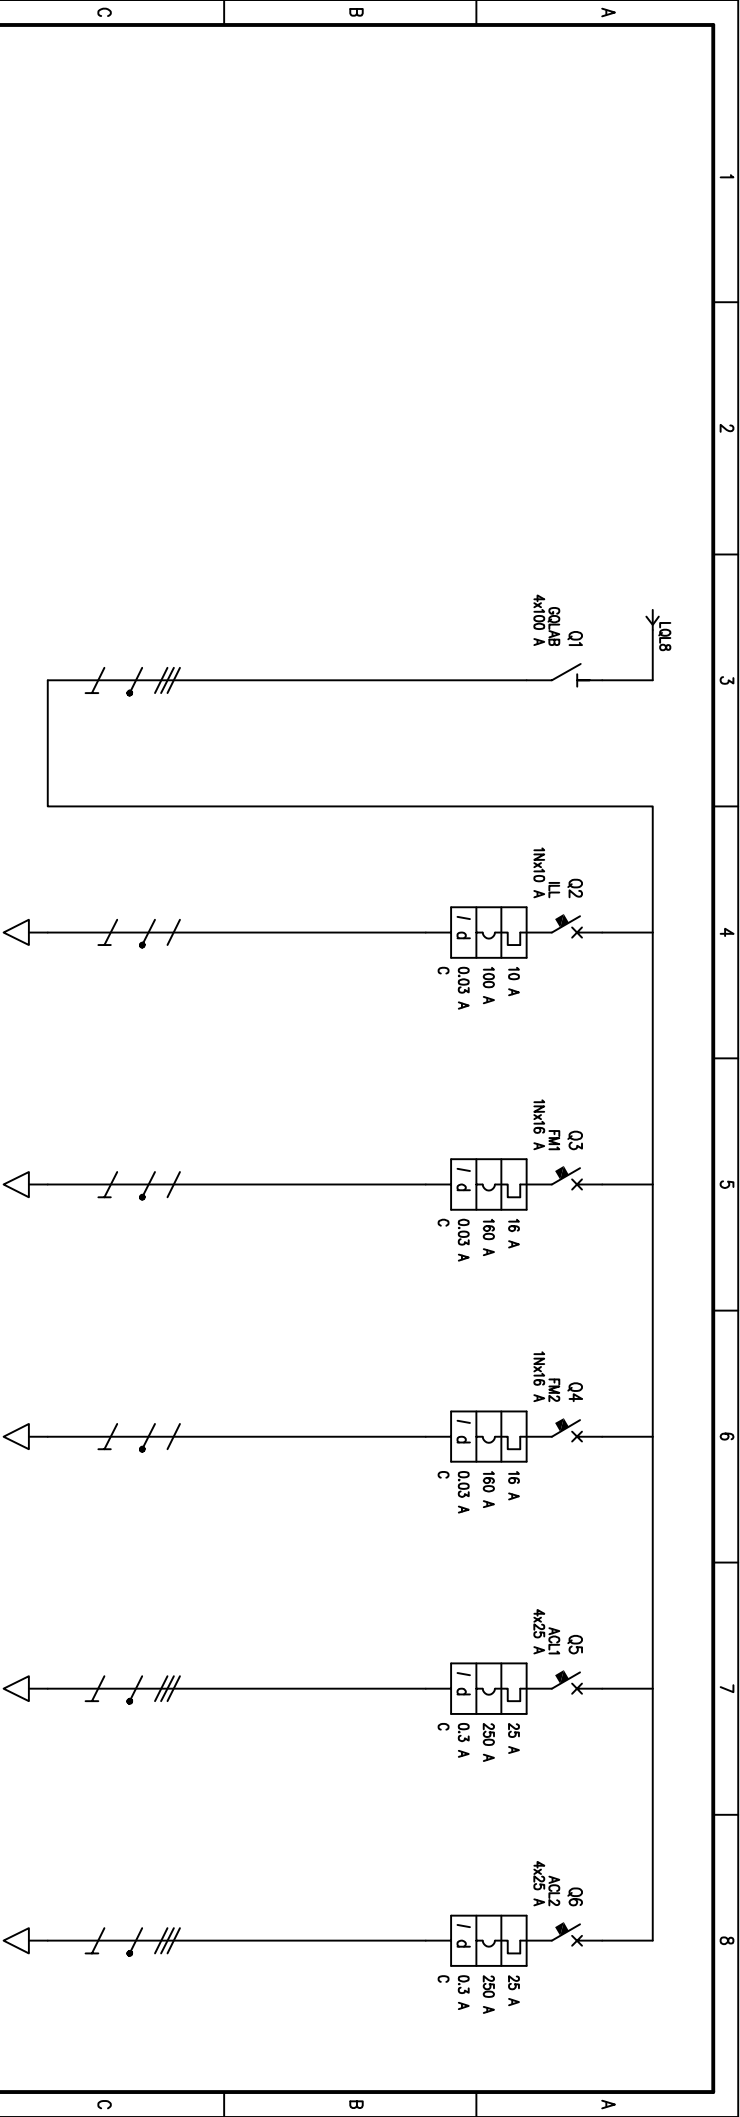 1
2
3
4
5
6
7
8
A
B
C
LQL8
Q1
GQLAB
4x100 A
Q2
ILL
1Nx10 A
10 A
100 A
I d
0.03 A
C
Q3
FM1
1Nx16 A
16 A
160 A
I d
0.03 A
C
Q4
FM2
1Nx16 A
16 A
160 A
I d
0.03 A
C
Q5
ACL1
4x25 A
25 A
250 A
I d
0.3 A
C
Q6
ACL2
4x25 A
25 A
250 A
I d
0.3 A
C
A
B
C